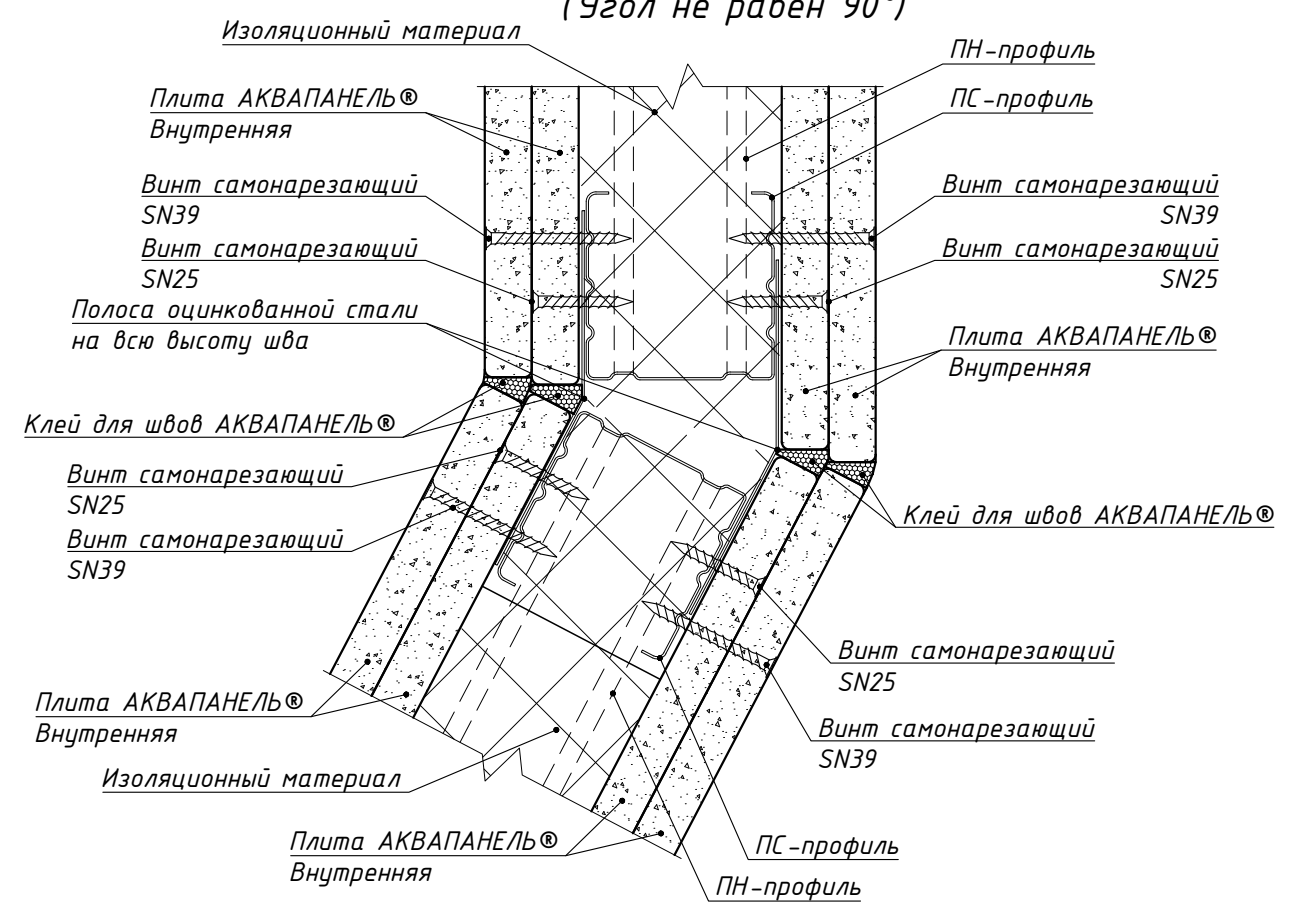 (Угол не равен 90°)
Изоляционный материал
ПН-профиль
Плита АКВАПАНЕЛЬ®
Внутренняя
ПС-профиль
Винт самонарезающий
SN39
Винт самонарезающий
SN39
Винт самонарезающий
SN25
Винт самонарезающий
SN25
Полоса оцинкованной стали
на всю высоту шва
Плита АКВАПАНЕЛЬ®
Внутренняя
Клей для швов АКВАПАНЕЛЬ®
Винт самонарезающий
SN25
Клей для швов АКВАПАНЕЛЬ®
Винт самонарезающий
SN39
Винт самонарезающий
SN25
Плита АКВАПАНЕЛЬ®
Внутренняя
Винт самонарезающий
SN39
Изоляционный материал
Плита АКВАПАНЕЛЬ®
Внутренняя
ПС-профиль
ПН-профиль